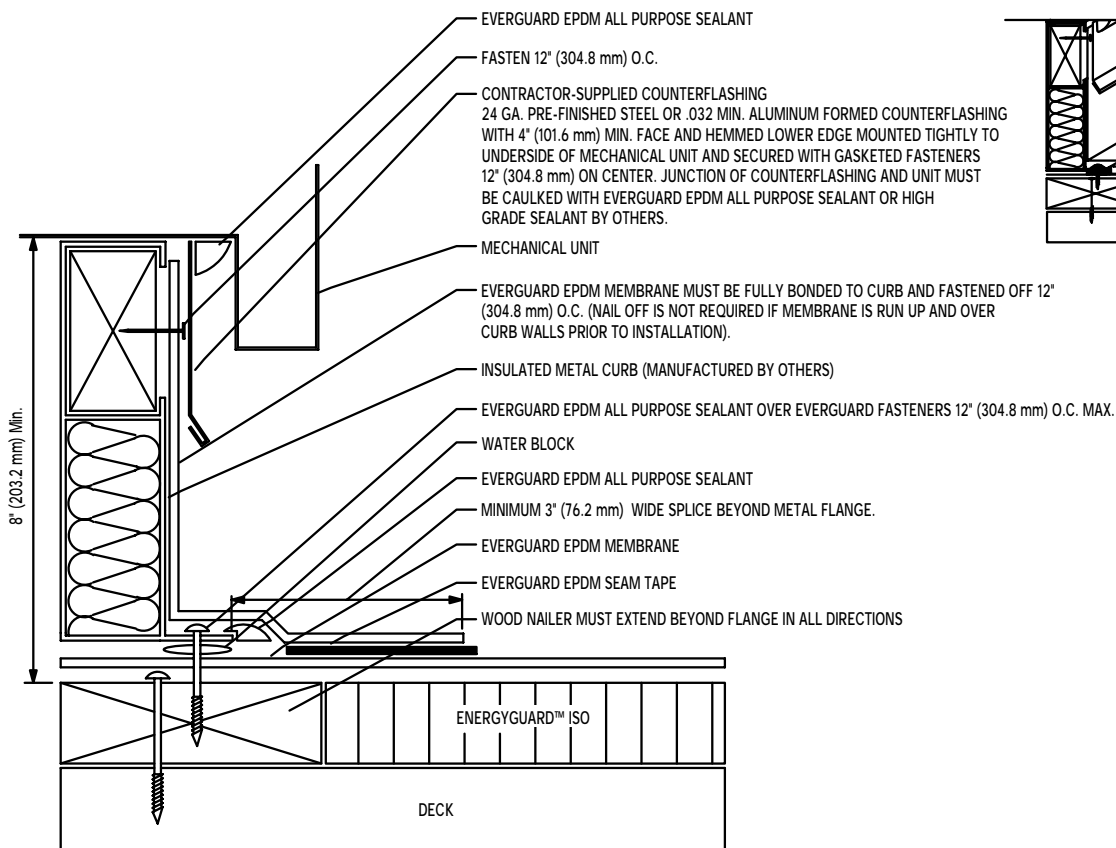 EVERGUARD EPDM ALL PURPOSE SEALANT
FASTEN 12" (304.8 mm) O.C.
CONTRACTOR-SUPPLIED COUNTERFLASHING
24 GA. PRE-FINISHED STEEL OR .032 MIN. ALUMINUM FORMED COUNTERFLASHING
WITH 4" (101.6 mm) MIN. FACE AND HEMMED LOWER EDGE MOUNTED TIGHTLY TO
UNDERSIDE OF MECHANICAL UNIT AND SECURED WITH GASKETED FASTENERS
12" (304.8 mm) ON CENTER. JUNCTION OF COUNTERFLASHING AND UNIT MUST
BE CAULKED WITH EVERGUARD EPDM ALL PURPOSE SEALANT OR HIGH
GRADE SEALANT BY OTHERS.
MECHANICAL UNIT
EVERGUARD EPDM MEMBRANE MUST BE FULLY BONDED TO CURB AND FASTENED OFF 12"
(304.8 mm) O.C. (NAIL OFF IS NOT REQUIRED IF MEMBRANE IS RUN UP AND OVER
CURB WALLS PRIOR TO INSTALLATION).
INSULATED METAL CURB (MANUFACTURED BY OTHERS)
EVERGUARD EPDM ALL PURPOSE SEALANT OVER EVERGUARD FASTENERS 12" (304.8 mm) O.C. MAX.
WATER BLOCK
EVERGUARD EPDM ALL PURPOSE SEALANT
MINIMUM 3" (76.2 mm) WIDE SPLICE BEYOND METAL FLANGE.
EVERGUARD EPDM MEMBRANE
EVERGUARD EPDM SEAM TAPE
WOOD NAILER MUST EXTEND BEYOND FLANGE IN ALL DIRECTIONS
8" (203.2 mm) Min.
ENERGYGUARD™ ISO
DECK